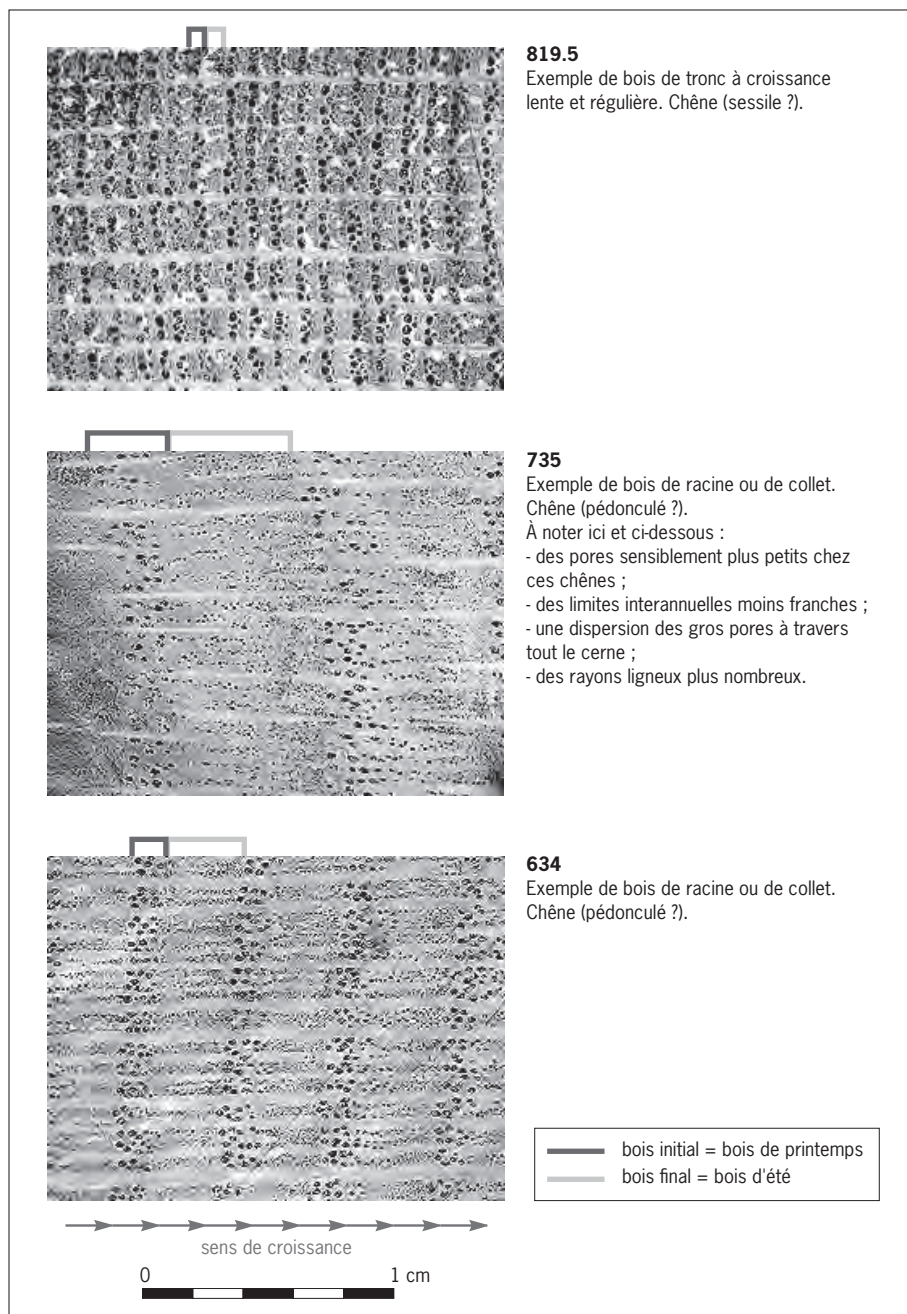 819.5
Exemple de bois de tronc à croissance
lente et régulière. Chêne (sessile ?).
735
Exemple de bois de racine ou de collet.
Chêne (pédonculé ?).
À noter ici et ci-dessous :
- des pores sensiblement plus petits chez
ces chênes ;
- des limites interannuelles moins franches ;
- une dispersion des gros pores à travers
tout le cerne ;
- des rayons ligneux plus nombreux.
634
Exemple de bois de racine ou de collet.
Chêne (pédonculé ?).
bois initial = bois de printemps
bois final = bois d'été
sens de croissance
0 1 cm